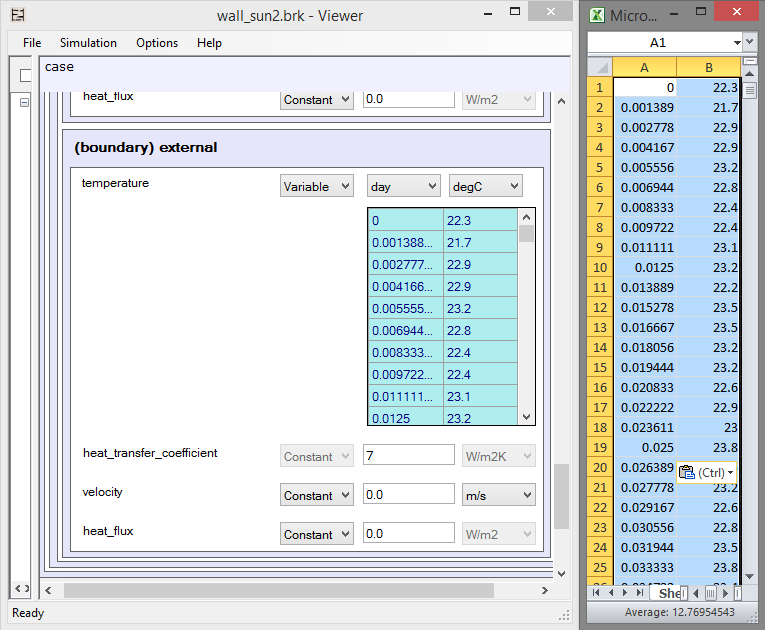 wall_sun2.brk - Viewer
File Simulation Options Help
case
heat_flux Constant 0.0 W/m2
(boundary) external
temperature Variable day degC
0 22.3
0.001388... 21.7
0.002777... 22.9
0.004166... 22.9
0.005555... 23.2
0.006944... 22.8
0.008333... 22.4
0.009722... 22.4
0.011111... 23.1
0.0125 23.2
heat_transfer_coefficient Constant 7 W/m2K
velocity Constant 0.0 m/s
heat_flux Constant 0.0 W/m2
Ready
Micro...
A1
A B
1 0 22.3
2 0.001389 21.7
3 0.002778 22.9
4 0.004167 22.9
5 0.005556 23.2
6 0.006944 22.8
7 0.008333 22.4
8 0.009722 22.4
9 0.011111 23.1
10 0.0125 23.2
11 0.013889 22.2
12 0.015278 23.5
13 0.016667 23.5
14 0.018056 23.2
15 0.019444 23.2
16 0.020833 22.6
17 0.022222 22.9
18 0.023611 23
19 0.025 23.8
20 0.026389 (Ctrl)
21 0.027778 23.2
22 0.029167 22.6
23 0.030556 22.8
24 0.031944 23.5
25 0.033333 23.8
Shee
Average: 12.76954543